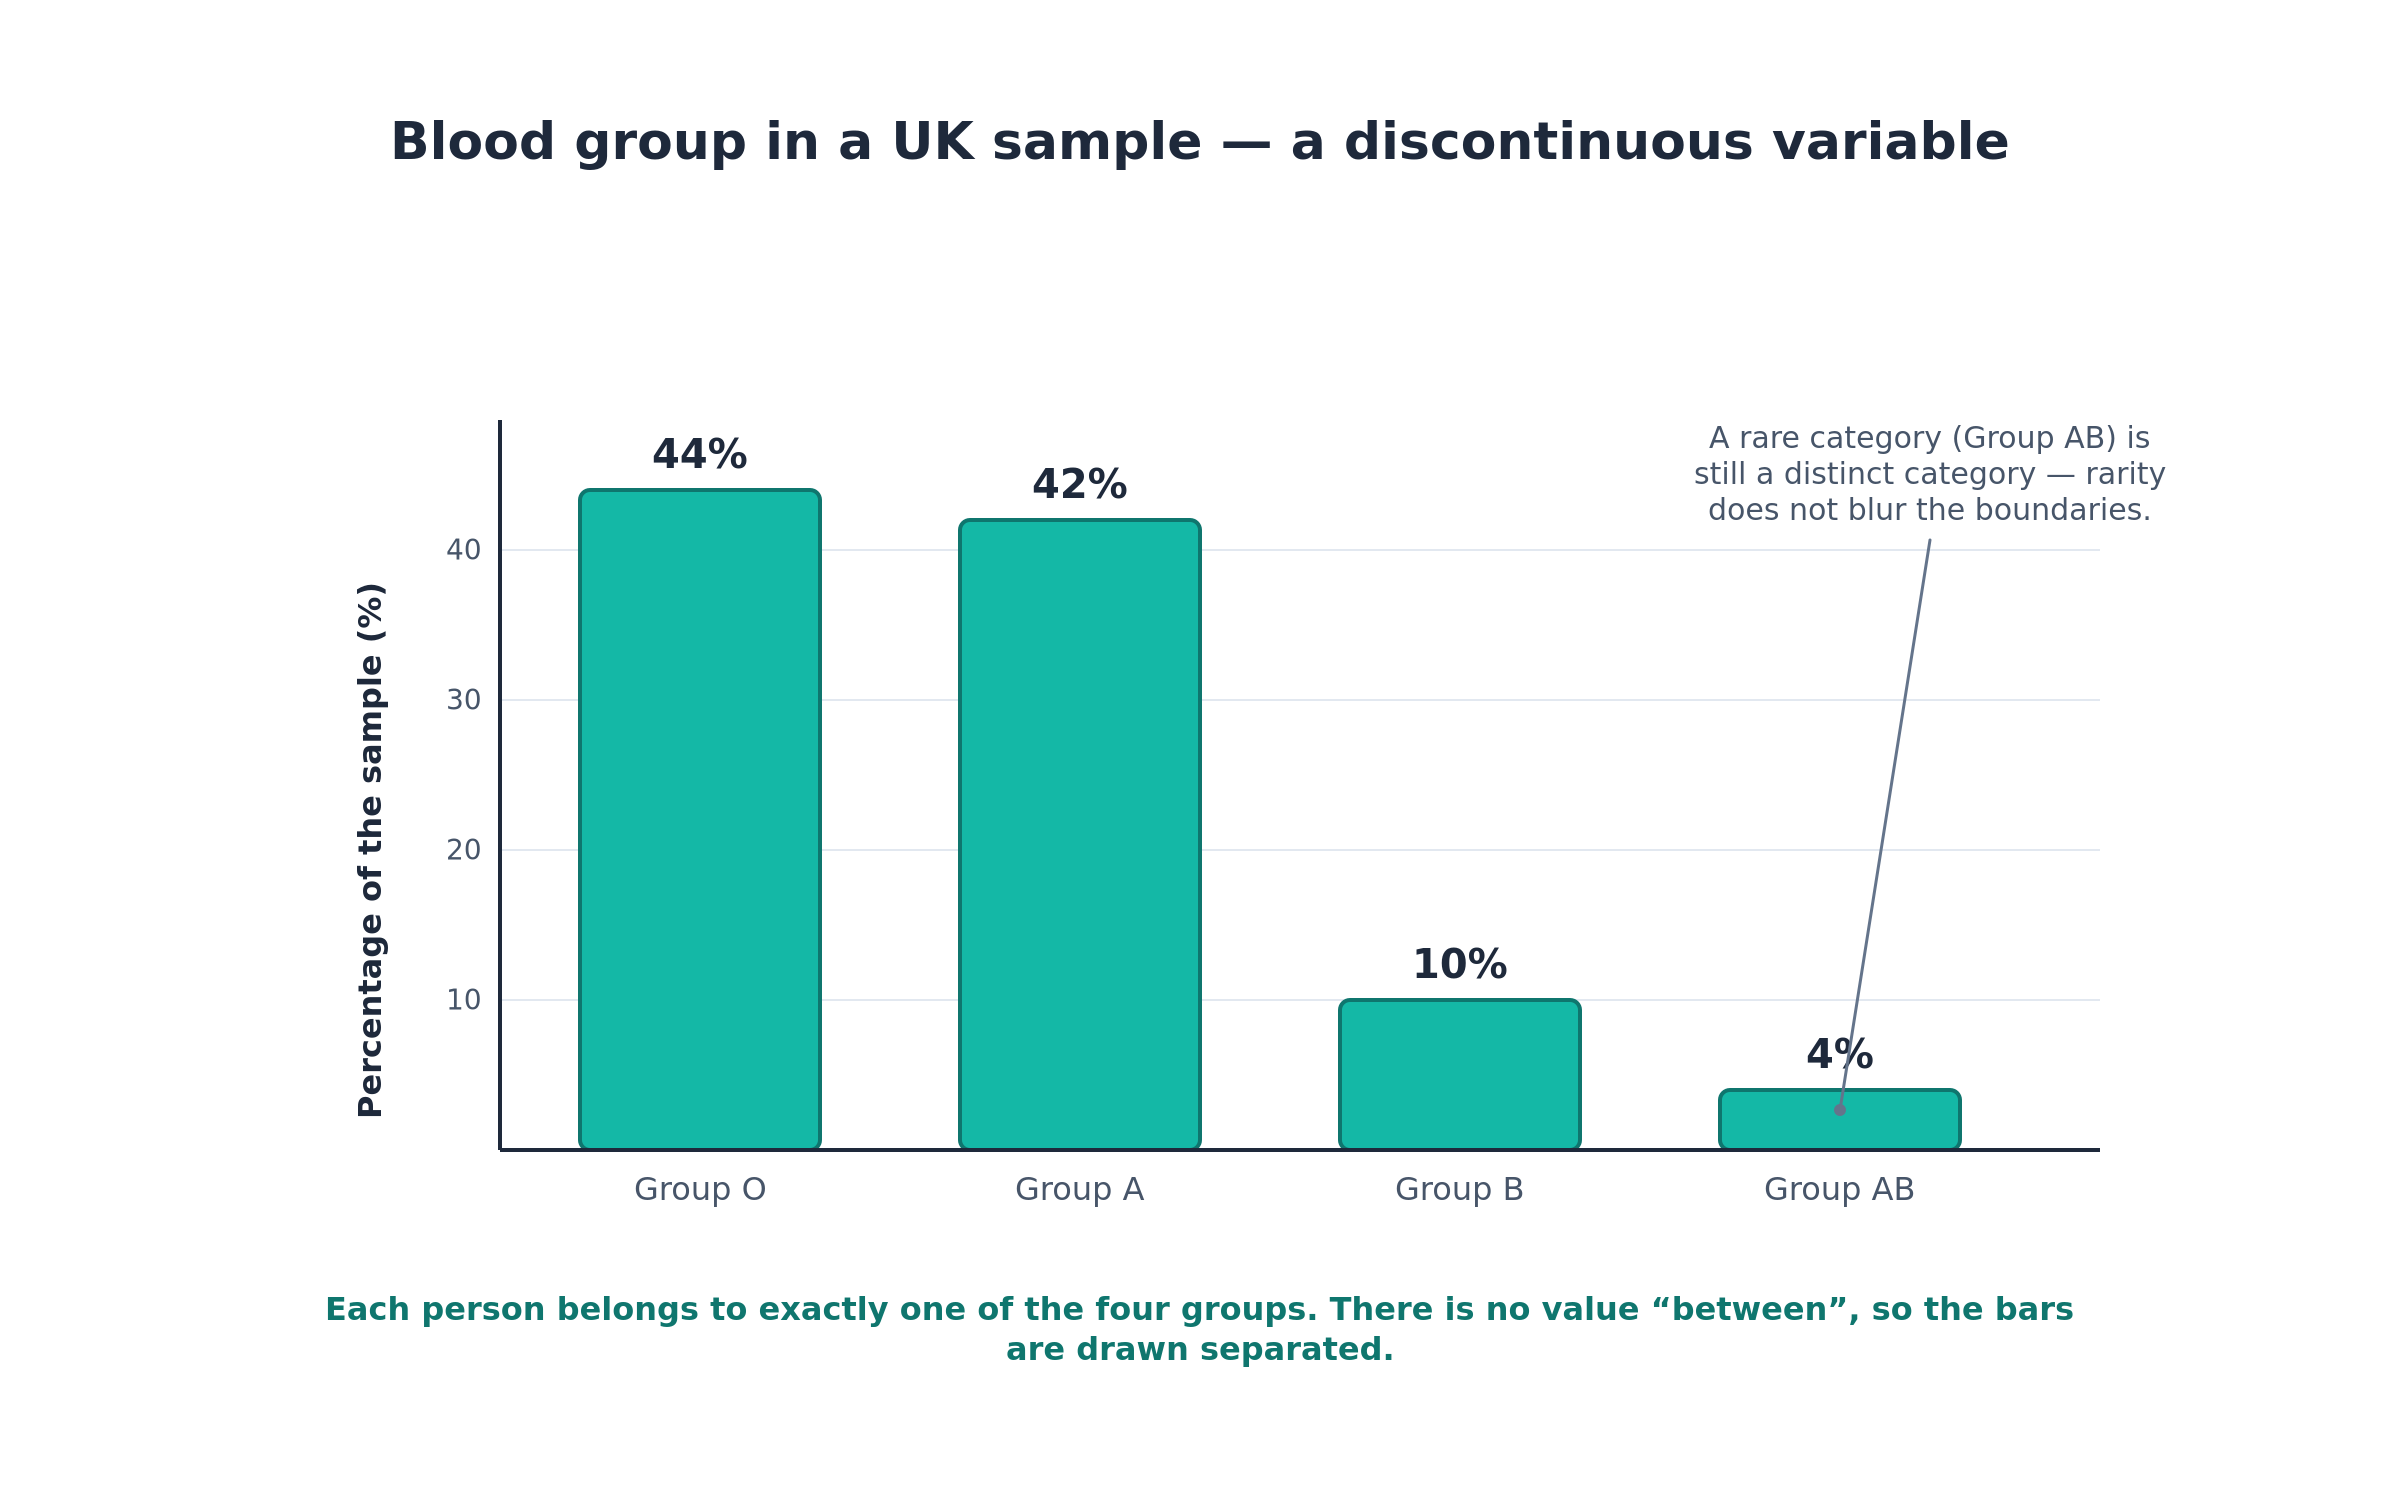 Blood group in a UK sample — a discontinuous variable
A rare category (Group AB) is
still a distinct category — rarity
does not blur the boundaries.
44%
42%
10%
4%
40
30
20
10
Percentage of the sample (%)
Group O
Group A
Group B
Group AB
Each person belongs to exactly one of the four groups. There is no value “between”, so the bars
are drawn separated.